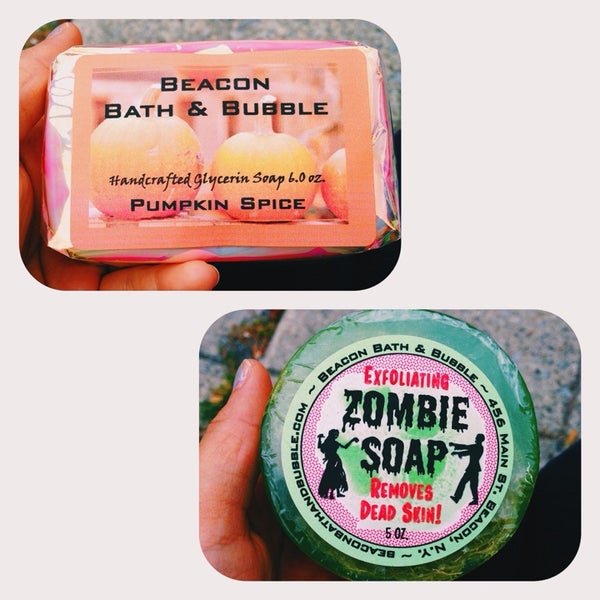 BEACON
BATH & BUBBLE
Handcrafted Glycerin Soap 6.0 oz.
PUMPKIN SPICE
~ BEACON BATH & BUBBLE ~ 456 MAIN ST. BEACON, N.Y. ~ BEACONBATHANDBUBBLE.COM
EXFOLIATING
ZOMBIE
SOAP
REMOVES
DEAD SKIN!
5 OZ.